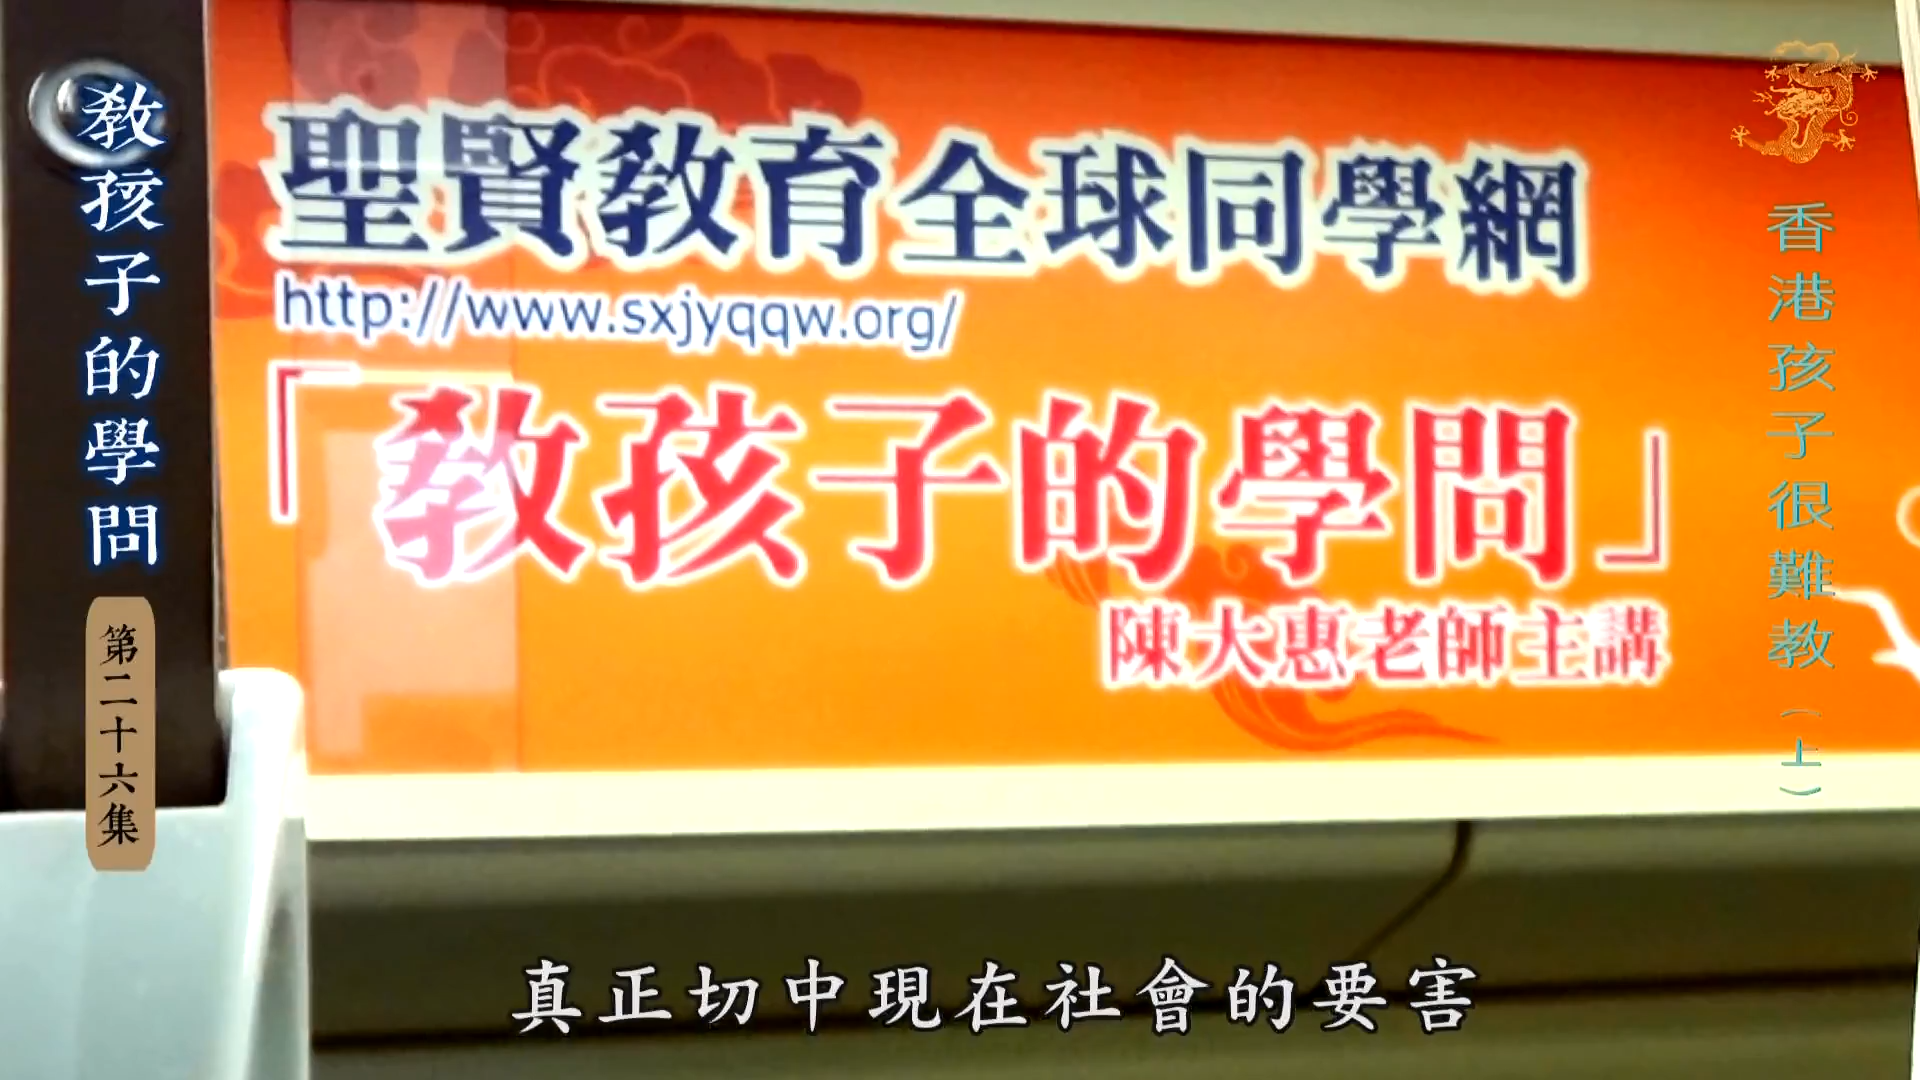 教孩子的學問
第二十六集
聖賢教育全球同學網
http://www.sxjyqqw.org/
「教孩子的學問」
陳大惠老師主講
香港孩子很難教（上）
真正切中現在社會的要害